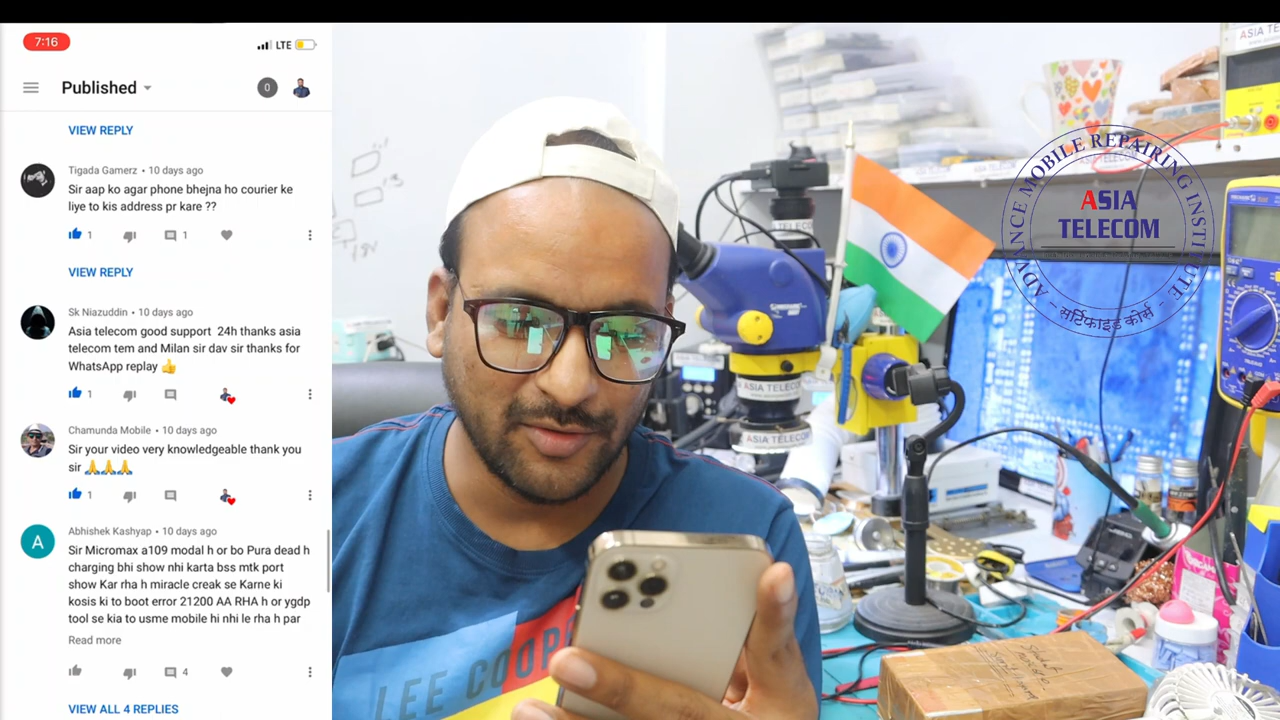 7:16
LTE
Published
0
VIEW REPLY
Tigada Gamerz • 10 days ago
Sir aap ko agar phone bhejna ho courier ke
liye to kis address pr kare ??
1
1
VIEW REPLY
Sk Niazuddin • 10 days ago
Asia telecom good support 24h thanks asia
telecom tem and Milan sir dav sir thanks for
WhatsApp replay 👍
1
Chamunda Mobile • 10 days ago
Sir your video very knowledgeable thank you
sir 🙏🙏🙏
1
A
Abhishek Kashyap • 10 days ago
Sir Micromax a109 modal h or bo Pura dead h
charging bhi show nhi karta bss mtk port
show Kar rha h miracle creak se Karne ki
kosis ki to boot error 21200 AA RHA h or ygdp
tool se kia to usme mobile hi nhi le rha h par
Read more
4
VIEW ALL 4 REPLIES
ADVANCE MOBILE REPAIRING INSTITUTE
ASIA
TELECOM
सर्टिफाइड कोर्स
ASIA TELECOM
ASIA TELECOM
LEE COOP